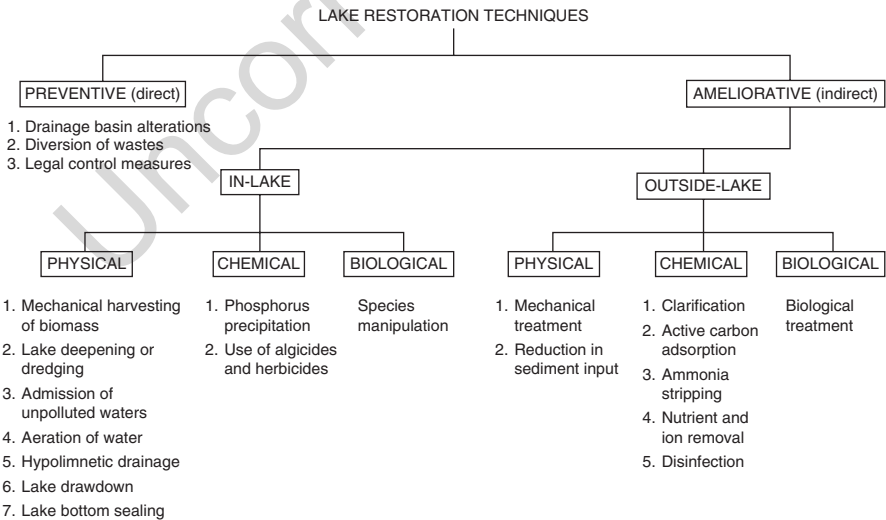 LAKE RESTORATION TECHNIQUES
PREVENTIVE (direct)
1. Drainage basin alterations
2. Diversion of wastes
3. Legal control measures
AMELIORATIVE (indirect)
IN-LAKE
OUTSIDE-LAKE
PHYSICAL
1. Mechanical harvesting
of biomass
2. Lake deepening or
dredging
3. Admission of
unpolluted waters
4. Aeration of water
5. Hypolimnetic drainage
6. Lake drawdown
7. Lake bottom sealing
CHEMICAL
1. Phosphorus
precipitation
2. Use of algicides
and herbicides
BIOLOGICAL
Species
manipulation
PHYSICAL
1. Mechanical
treatment
2. Reduction in
sediment input
CHEMICAL
1. Clarification
2. Active carbon
adsorption
3. Ammonia
stripping
4. Nutrient and
ion removal
5. Disinfection
BIOLOGICAL
Biological
treatment